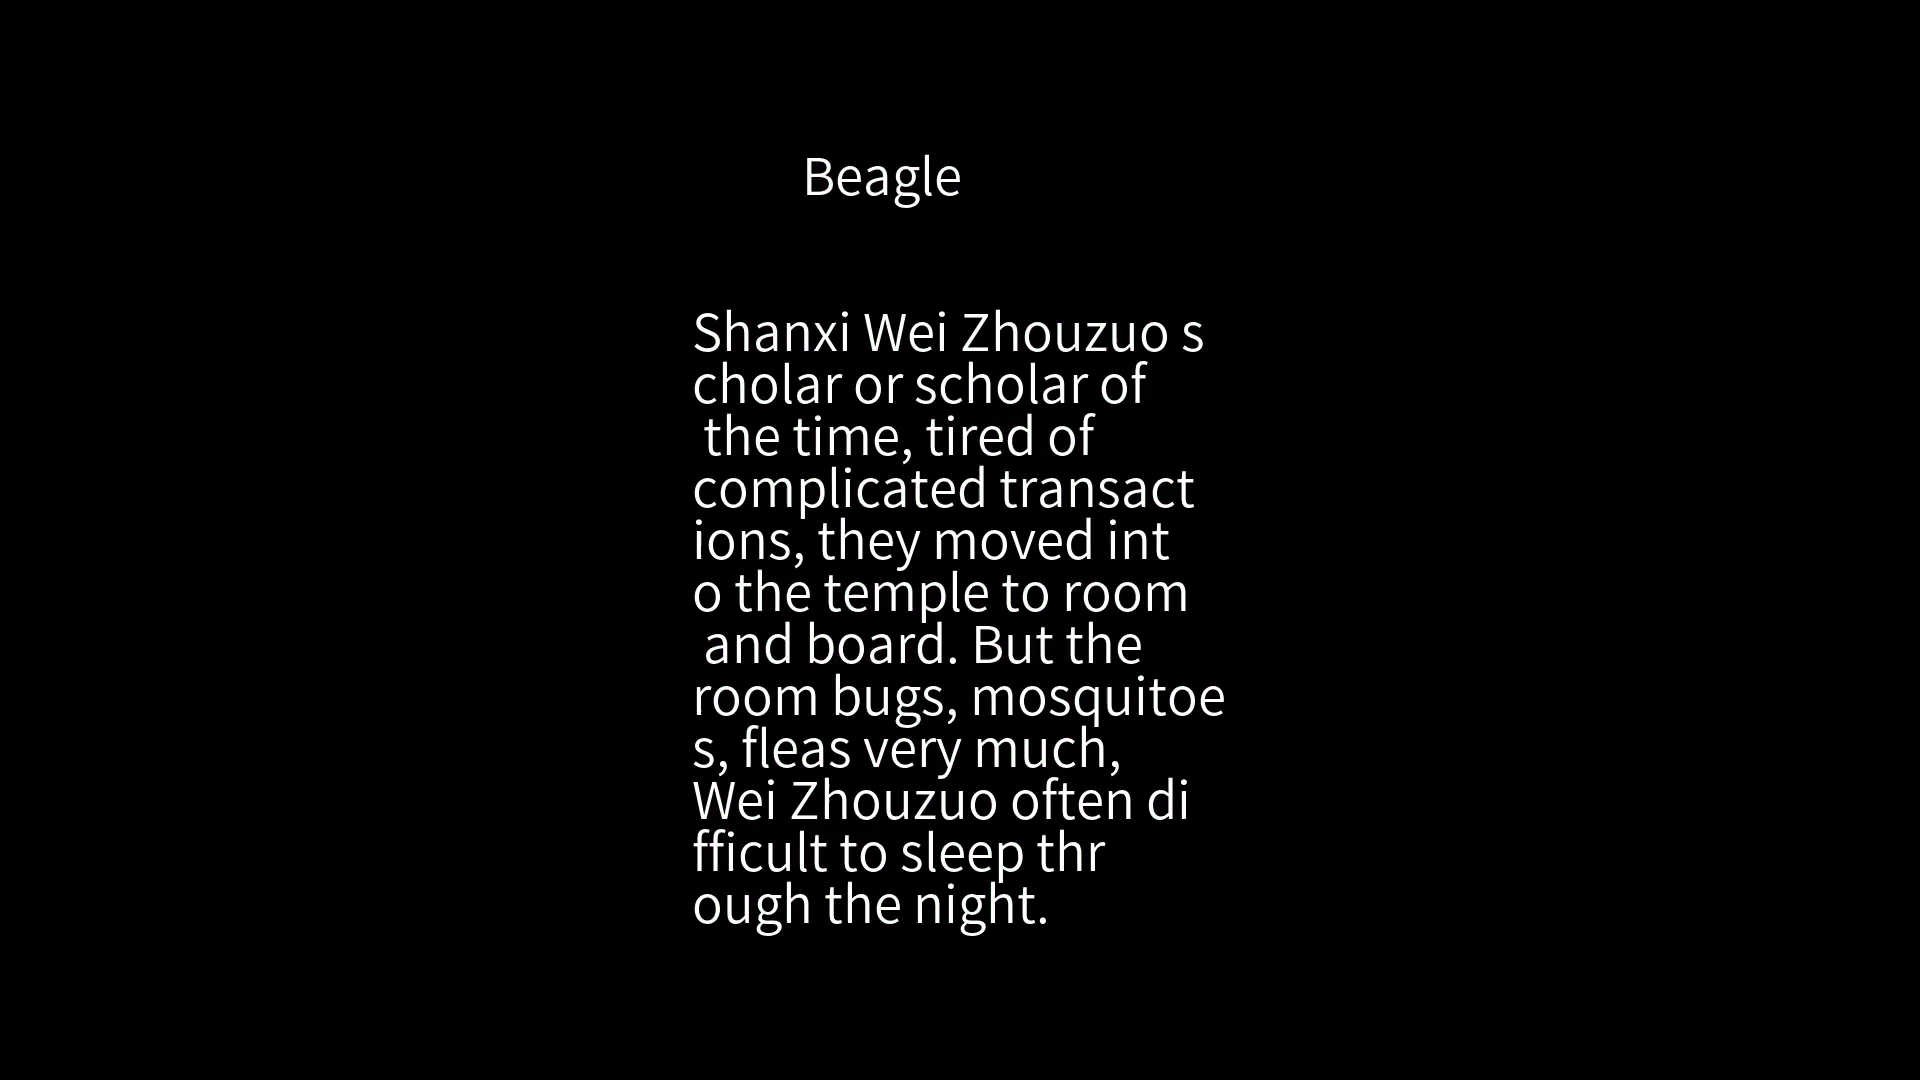 Beagle
Shanxi Wei Zhouzuo s
cholar or scholar of
the time, tired of
complicated transact
ions, they moved int
o the temple to room
and board. But the
room bugs, mosquitoe
s, fleas very much,
Wei Zhouzuo often di
fficult to sleep thr
ough the night.